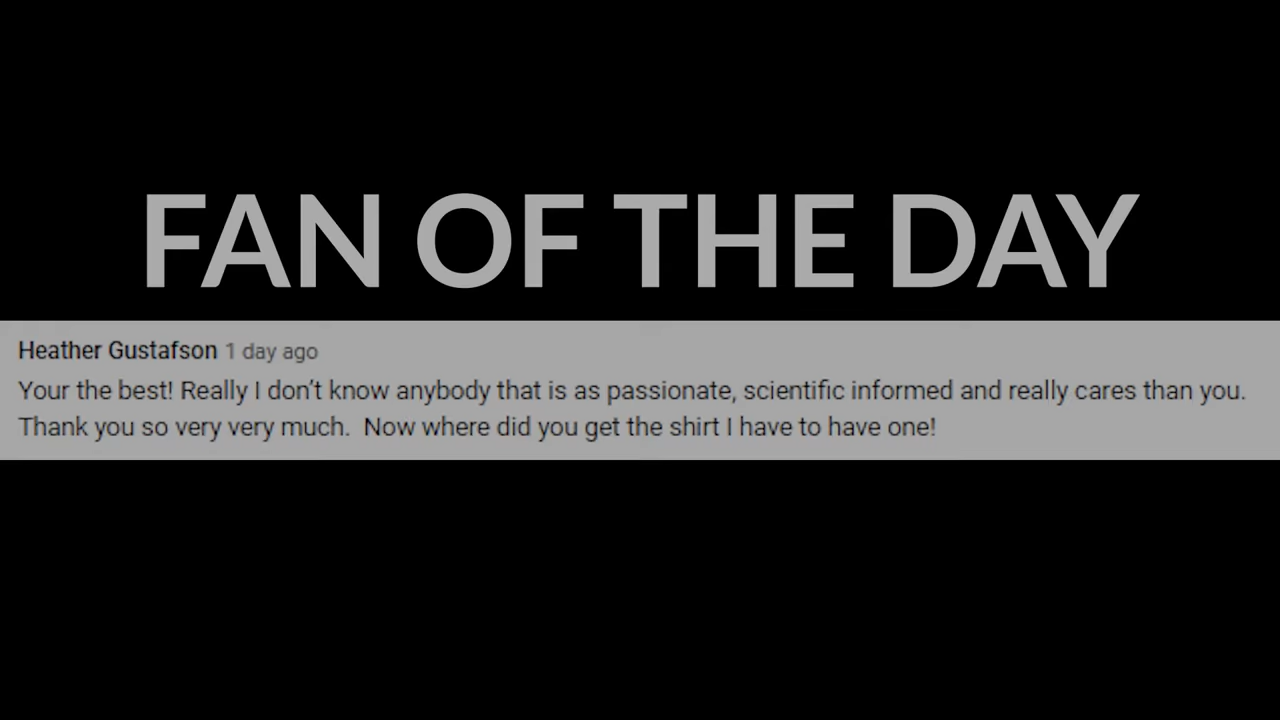 FAN OF THE DAY
Heather Gustafson 1 day ago
Your the best! Really I don’t know anybody that is as passionate, scientific informed and really cares than you.
Thank you so very very much.  Now where did you get the shirt I have to have one!